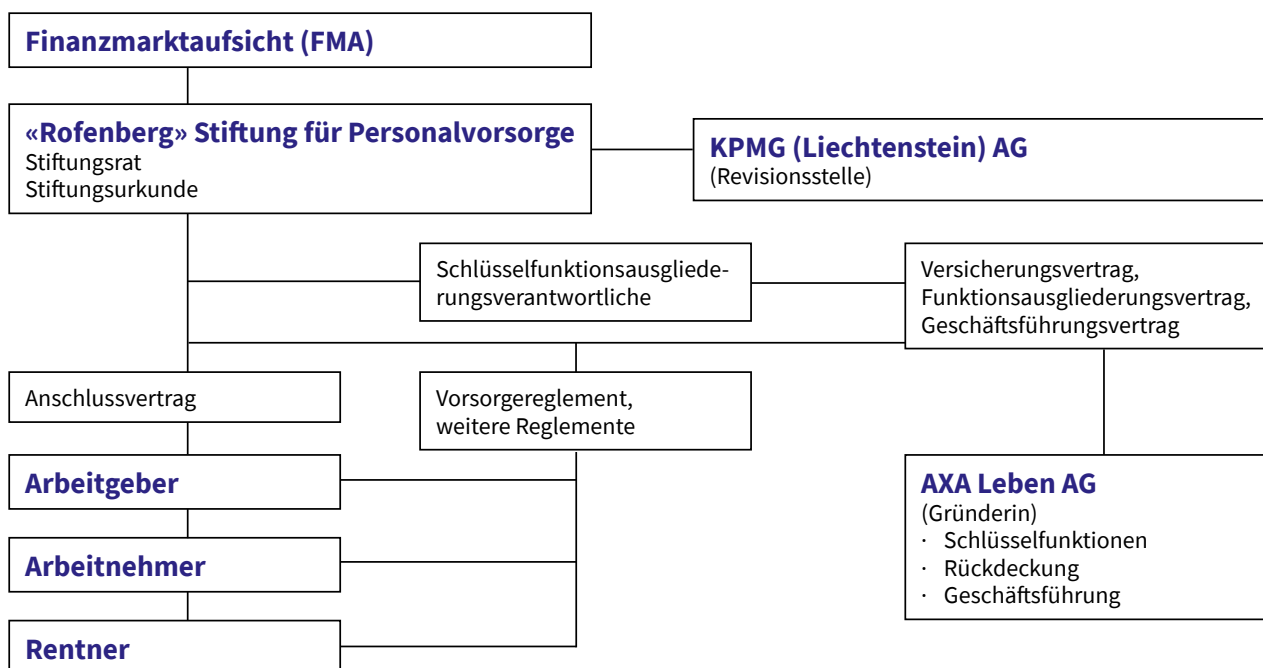 Finanzmarktaufsicht (FMA)
«Rofenberg» Stiftung für Personalvorsorge
Stiftungsrat
Stiftungsurkunde
KPMG (Liechtenstein) AG
(Revisionsstelle)
Schlüsselfunktionsausgliede-
rungsverantwortliche
Versicherungsvertrag,
Funktionsausgliederungsvertrag,
Geschäftsführungsvertrag
Anschlussvertrag
Vorsorgereglement,
weitere Reglemente
Arbeitgeber
Arbeitnehmer
Rentner
AXA Leben AG
(Gründerin)
· Schlüsselfunktionen
· Rückdeckung
· Geschäftsführung